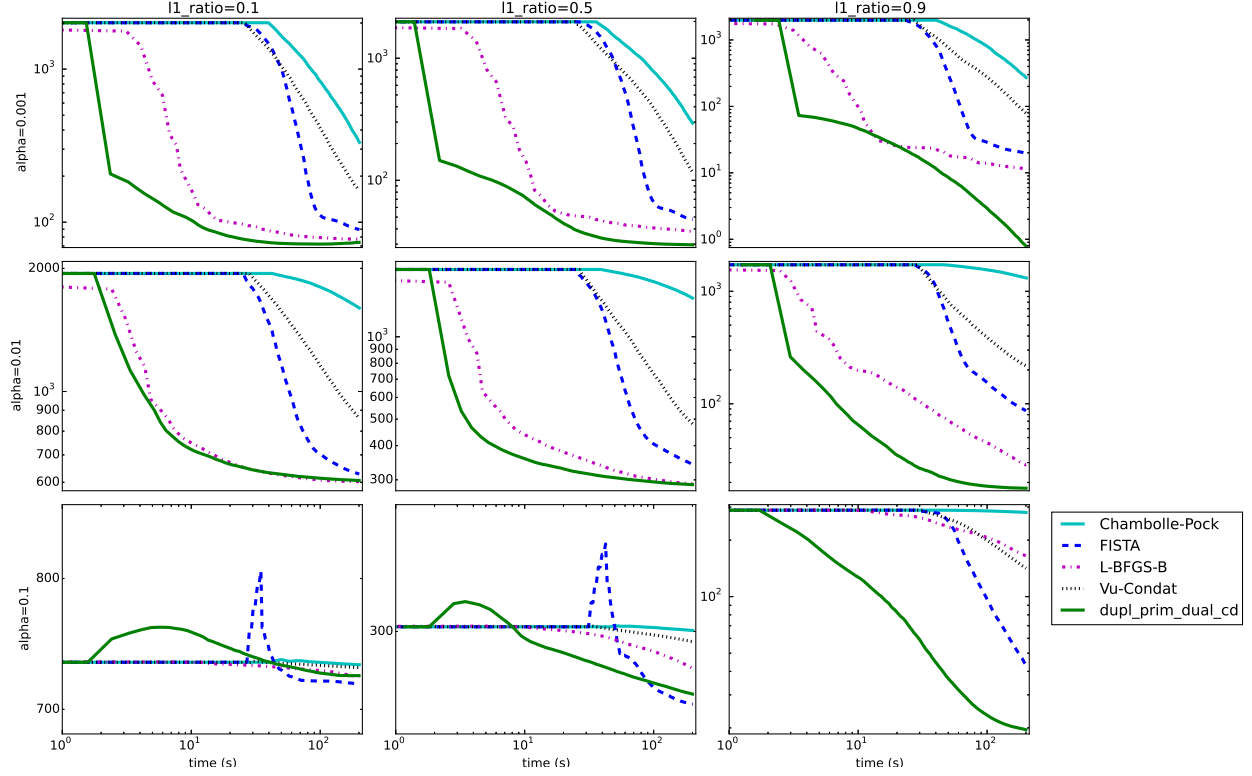 l1_ratio=0.1
l1_ratio=0.5
l1_ratio=0.9
alpha=0.001
10^3
10^2
10^3
10^2
10^3
10^2
10^1
10^0
alpha=0.01
2000
10^3
900
800
700
600
10^3
900
800
700
600
500
400
300
10^3
10^2
alpha=0.1
800
700
300
10^2
10^0
10^1
10^2
time (s)
10^0
10^1
10^2
time (s)
10^0
10^1
10^2
time (s)
Chambolle-Pock
FISTA
L-BFGS-B
Vu-Condat
dupl_prim_dual_cd